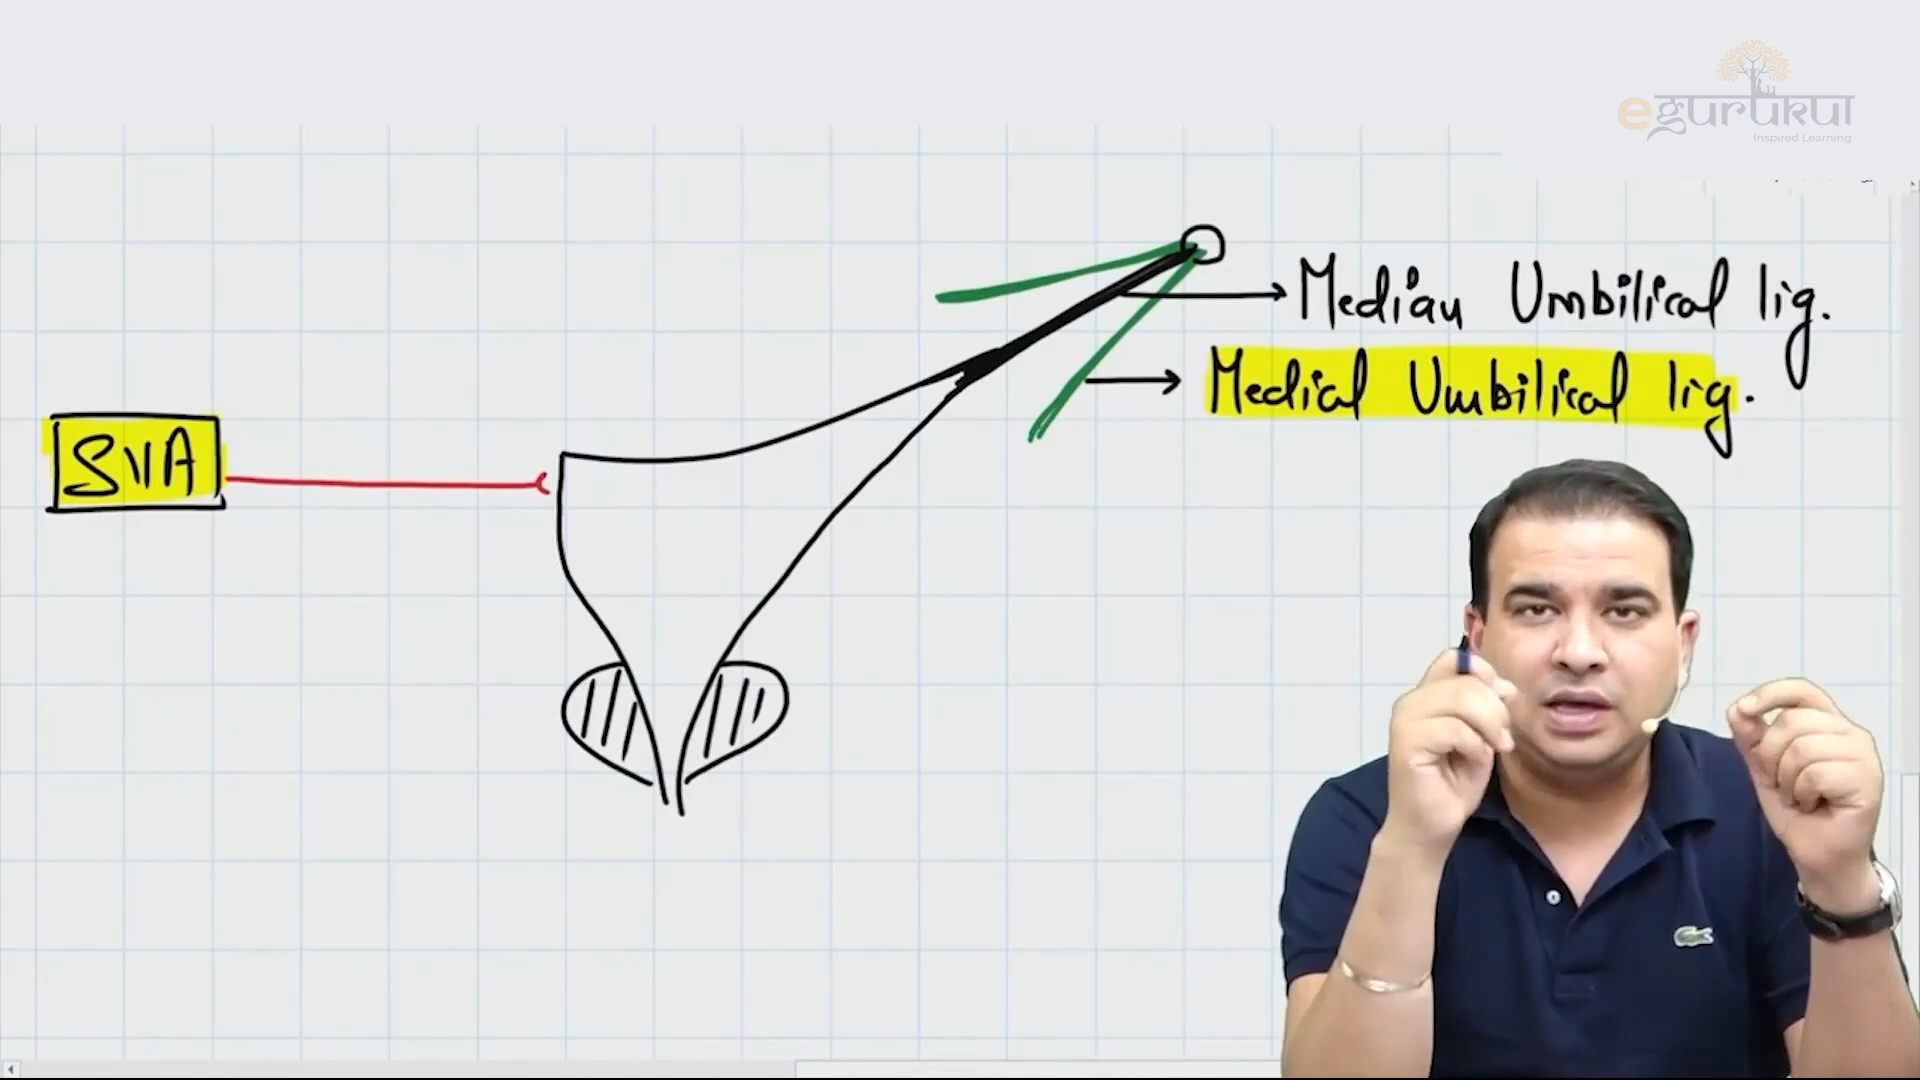 egurukul
Inspired Learning
Median Umbilical lig.
Medial Umbilical lig.
SVA